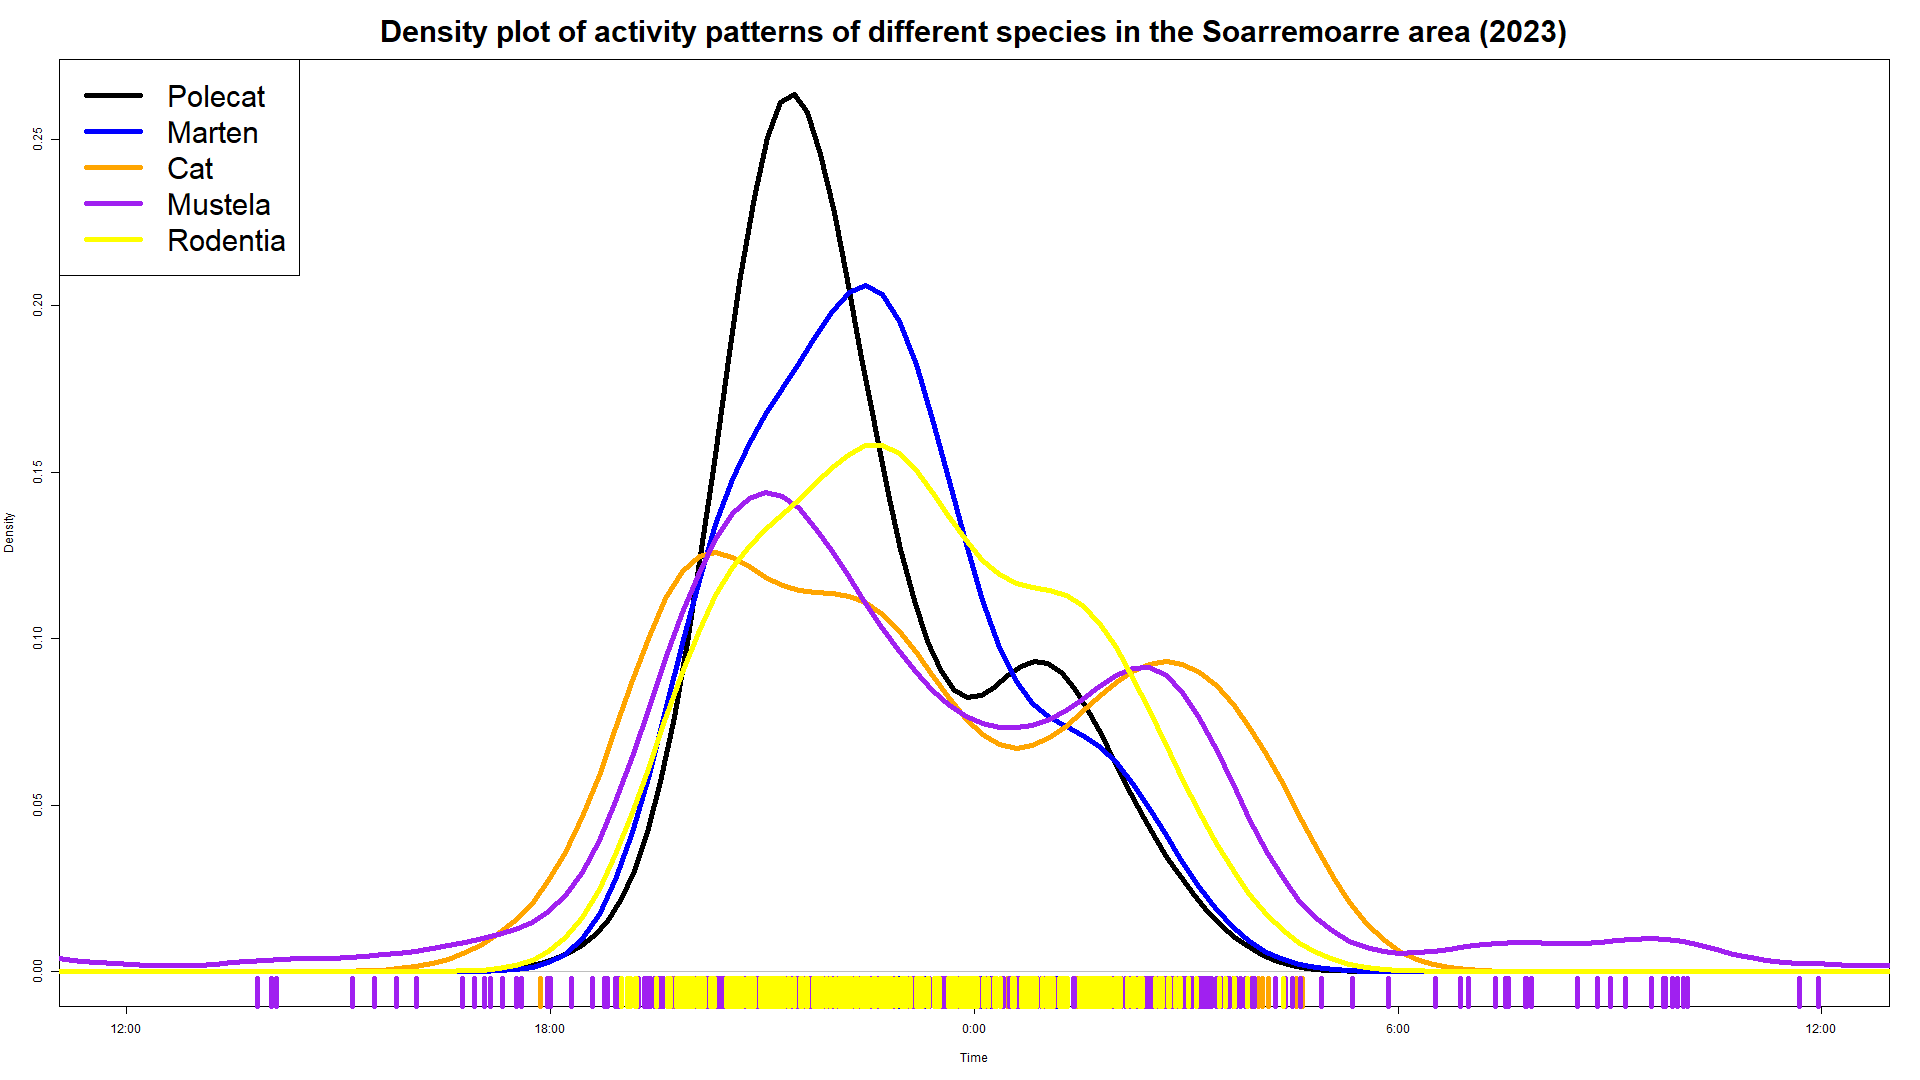 Density plot of activity patterns of different species in the Soarremoarre area (2023)
Polecat
Marten
Cat
Mustela
Rodentia
0.25
0.20
0.15
0.10
0.05
0.00
Density
12:00 18:00 0:00 6:00 12:00
Time